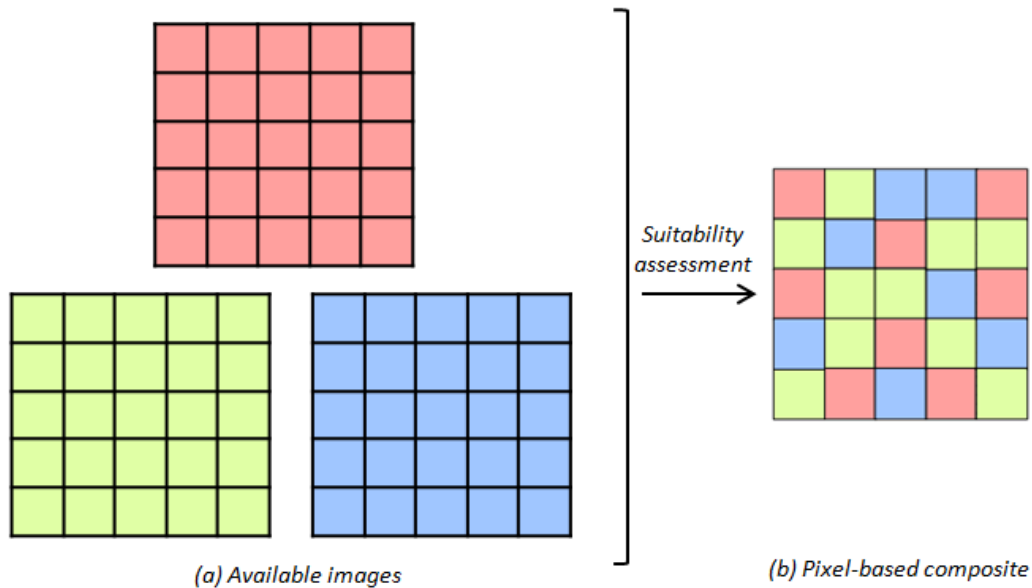 Suitability
assessment
(a) Available images
(b) Pixel-based composite